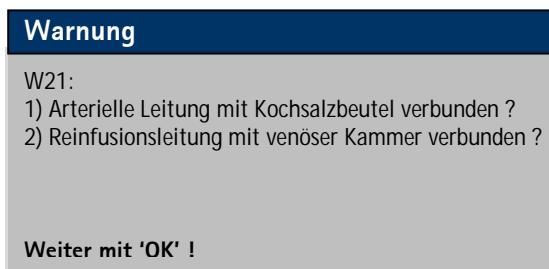 Warnung
W21:
1) Arterielle Leitung mit Kochsalzbeutel verbunden ?
2) Reinfusionsleitung mit venöser Kammer verbunden ?
Weiter mit 'OK' !